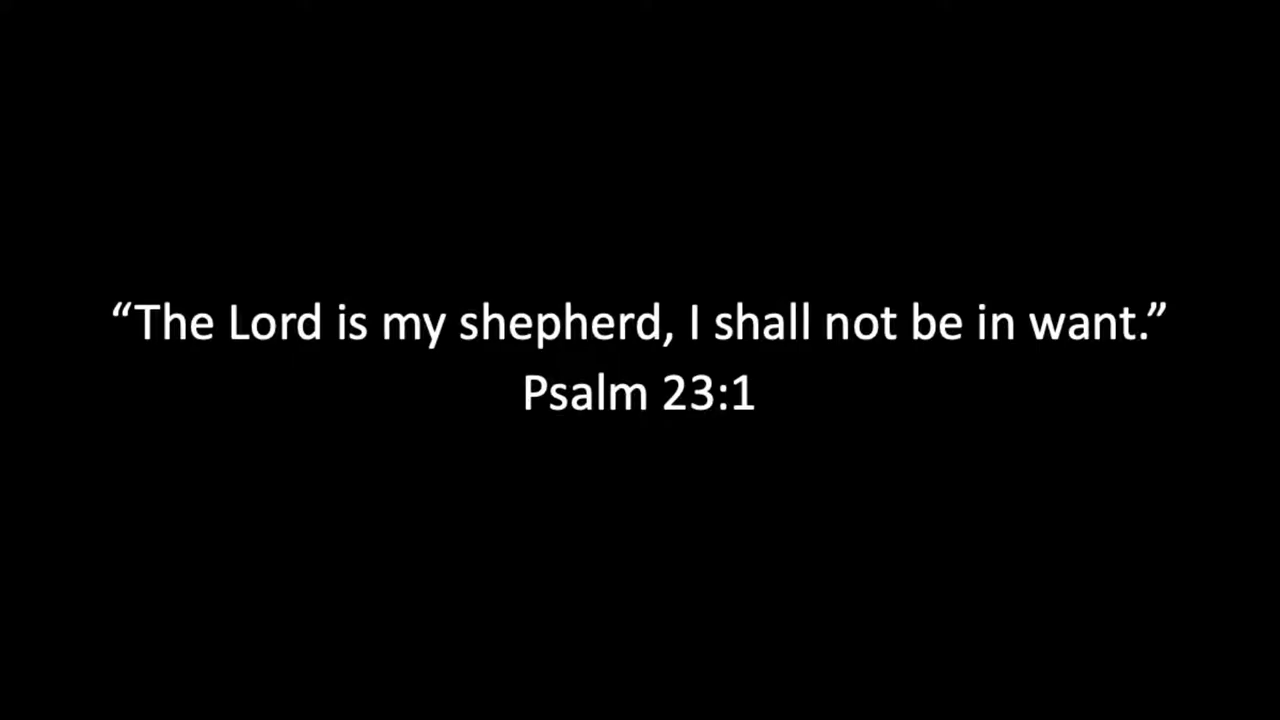 “The Lord is my shepherd, I shall not be in want.”
Psalm 23:1